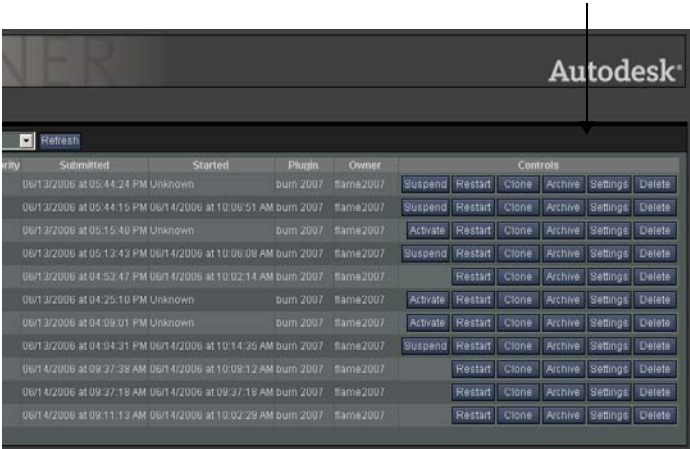 NER
Autodesk
Refresh
rity Submitted Started Plugin Owner Controls
06/13/2006 at 05:44:24 PM Unknown burn 2007 flame2007 Suspend Restart Clone Archive Settings Delete
06/13/2006 at 05:44:15 PM 06/14/2006 at 10:06:51 AM burn 2007 flame2007 Suspend Restart Clone Archive Settings Delete
06/13/2006 at 05:15:40 PM Unknown burn 2007 flame2007 Activate Restart Clone Archive Settings Delete
06/13/2006 at 05:13:43 PM 06/14/2006 at 10:06:08 AM burn 2007 flame2007 Suspend Restart Clone Archive Settings Delete
06/13/2006 at 04:53:47 PM 06/14/2006 at 10:02:14 AM burn 2007 flame2007 Restart Clone Archive Settings Delete
06/13/2006 at 04:25:10 PM Unknown burn 2007 flame2007 Activate Restart Clone Archive Settings Delete
06/13/2006 at 04:09:01 PM Unknown burn 2007 flame2007 Activate Restart Clone Archive Settings Delete
06/13/2006 at 04:04:31 PM 06/14/2006 at 10:14:35 AM burn 2007 flame2007 Suspend Restart Clone Archive Settings Delete
06/14/2006 at 09:37:38 AM 06/14/2006 at 10:08:12 AM burn 2007 flame2007 Restart Clone Archive Settings Delete
06/14/2006 at 09:37:18 AM 06/14/2006 at 09:37:18 AM burn 2007 flame2007 Restart Clone Archive Settings Delete
06/14/2006 at 09:11:13 AM 06/14/2006 at 10:02:29 AM burn 2007 flame2007 Restart Clone Archive Settings Delete